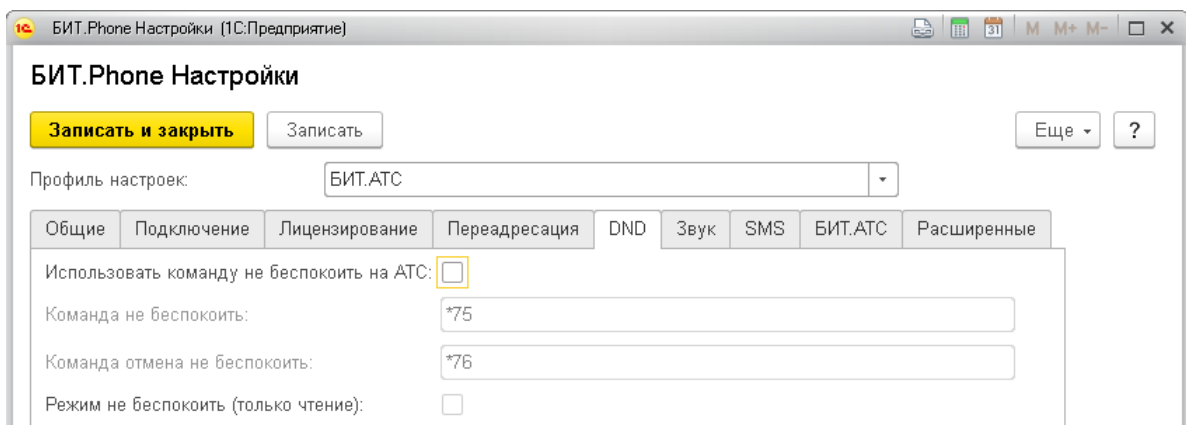 1С БИТ.Phone Настройки (1С:Предприятие) 31 M M+ M-
БИТ.Phone Настройки
Записать и закрыть Записать Еще ?
Профиль настроек: БИТ.АТС
Общие Подключение Лицензирование Переадресация DND Звук SMS БИТ.АТС Расширенные
Использовать команду не беспокоить на АТС:
Команда не беспокоить: *75
Команда отмена не беспокоить: *76
Режим не беспокоить (только чтение):